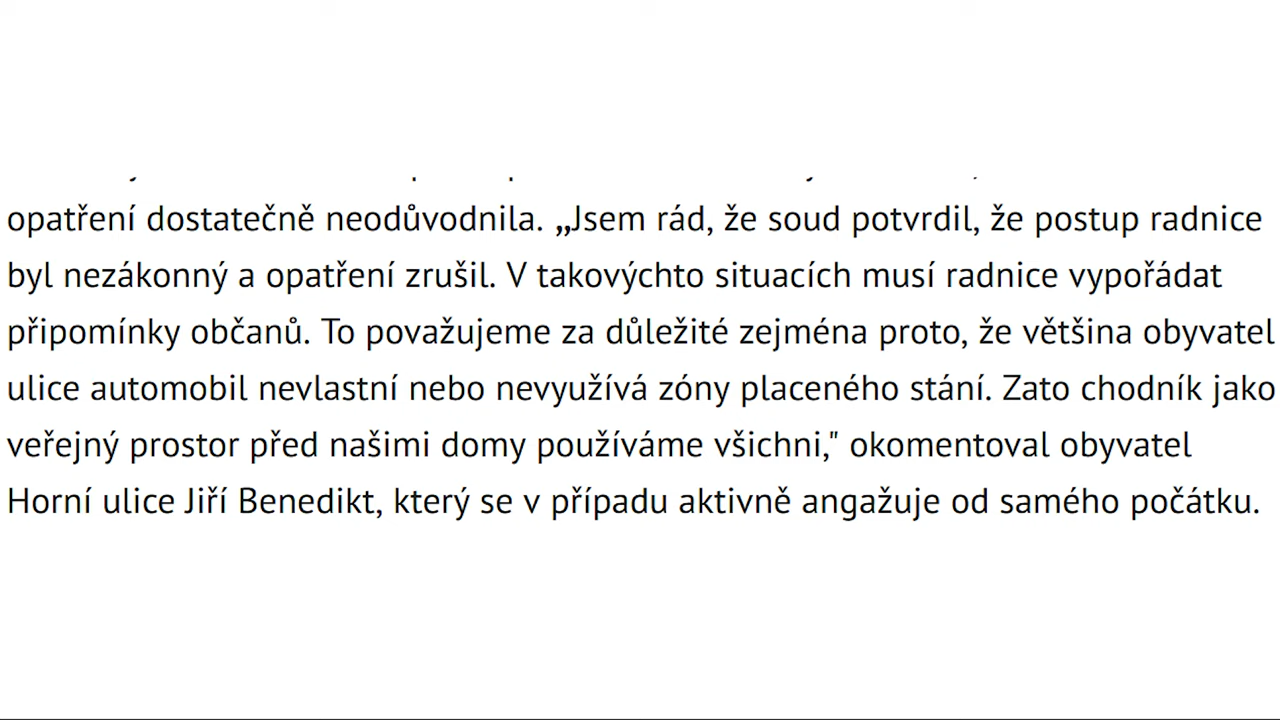 opatření dostatečně neodůvodnila. „Jsem rád, že soud potvrdil, že postup radnice
byl nezákonný a opatření zrušil. V takovýchto situacích musí radnice vypořádat
připomínky občanů. To považujeme za důležité zejména proto, že většina obyvatel
ulice automobil nevlastní nebo nevyužívá zóny placeného stání. Zato chodník jako
veřejný prostor před našimi domy používáme všichni," okomentoval obyvatel
Horní ulice Jiří Benedikt, který se v případu aktivně angažuje od samého počátku.